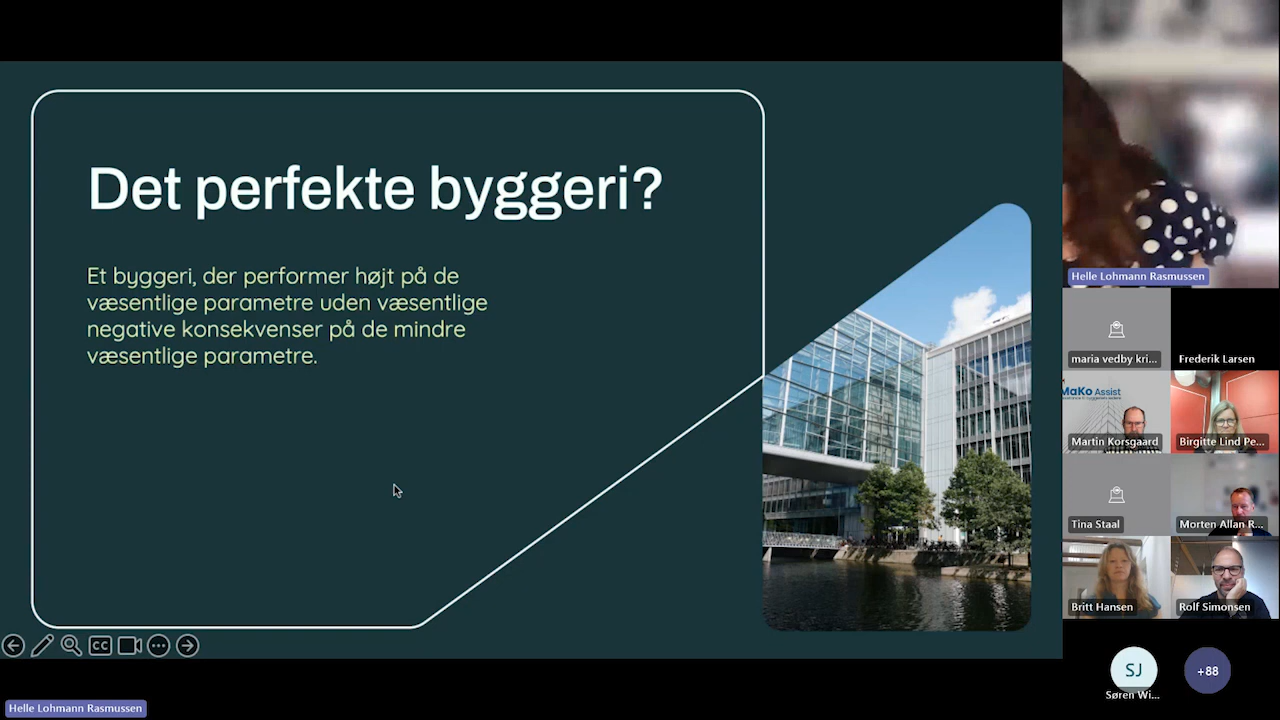 Det perfekte byggeri?
Et byggeri, der performer højt på de
væsentlige parametre uden væsentlige
negative konsekvenser på de mindre
væsentlige parametre.
CC
Helle Lohmann Rasmussen
Helle Lohmann Rasmussen
maria vedby kri...
Frederik Larsen
MaKo Assist
Martin Korsgaard
Birgitte Lind Pe...
Tina Staal
Morten Allan R...
Britt Hansen
Rolf Simonsen
SJ
+88
Søren Wi...